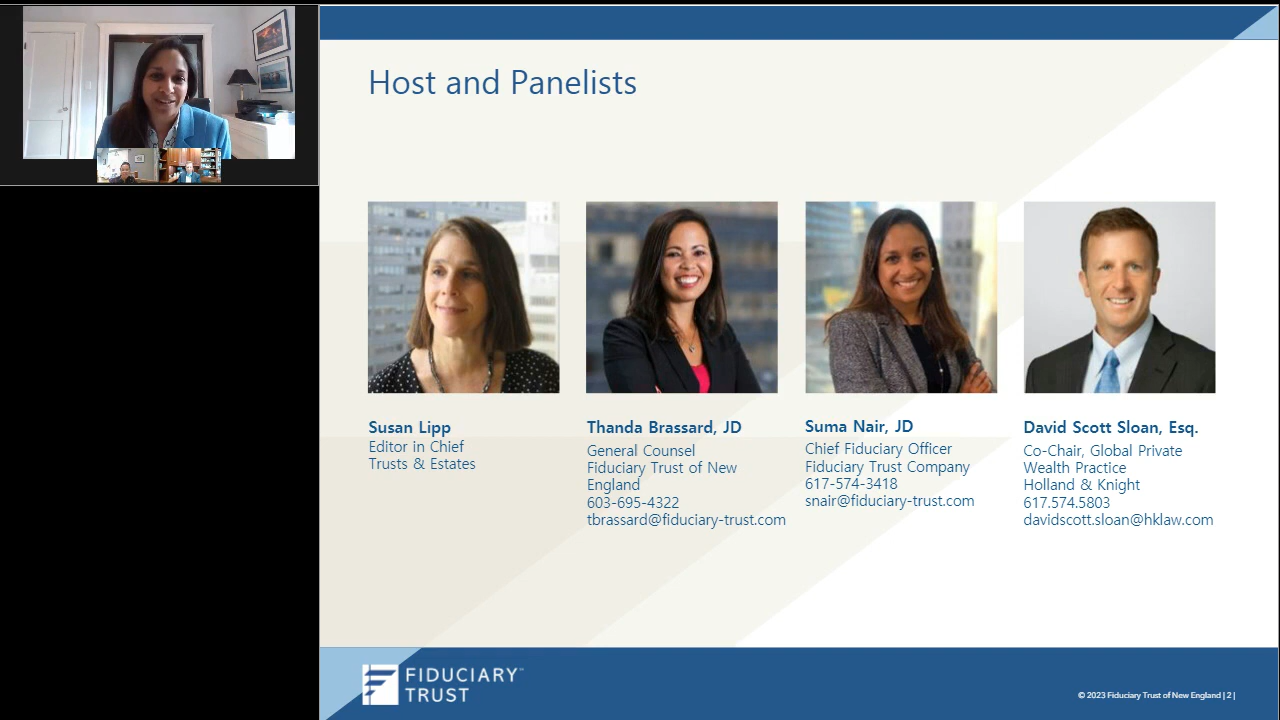 Host and Panelists
Susan Lipp
Editor in Chief
Trusts & Estates
Thanda Brassard, JD
General Counsel
Fiduciary Trust of New
England
603-695-4322
tbrassard@fiduciary-trust.com
Suma Nair, JD
Chief Fiduciary Officer
Fiduciary Trust Company
617-574-3418
snair@fiduciary-trust.com
David Scott Sloan, Esq.
Co-Chair, Global Private
Wealth Practice
Holland & Knight
617.574.5803
davidscott.sloan@hklaw.com
FIDUCIARY™
TRUST
© 2023 Fiduciary Trust of New England | 2 |